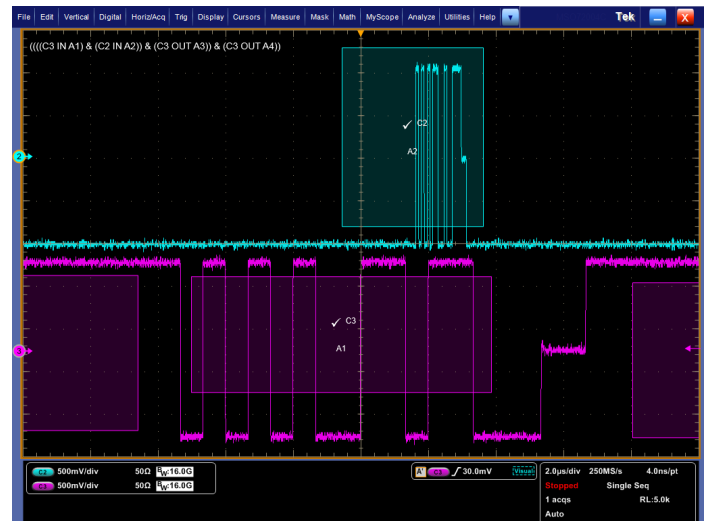 File Edit Vertical Digital Horiz/Acq Trig Display Cursors Measure Mask Math MyScope Analyze Utilities Help Tek X
((((C3 IN A1) & (C2 IN A2)) & (C3 OUT A3)) & (C3 OUT A4))
C2
A2
2
C3
A1
3
C2 500mV/div 50Ω BW:16.0G
C3 500mV/div 50Ω BW:16.0G
A' C3 30.0mV Visual
2.0µs/div 250MS/s 4.0ns/pt
Stopped Single Seq
1 acqs RL:5.0k
Auto